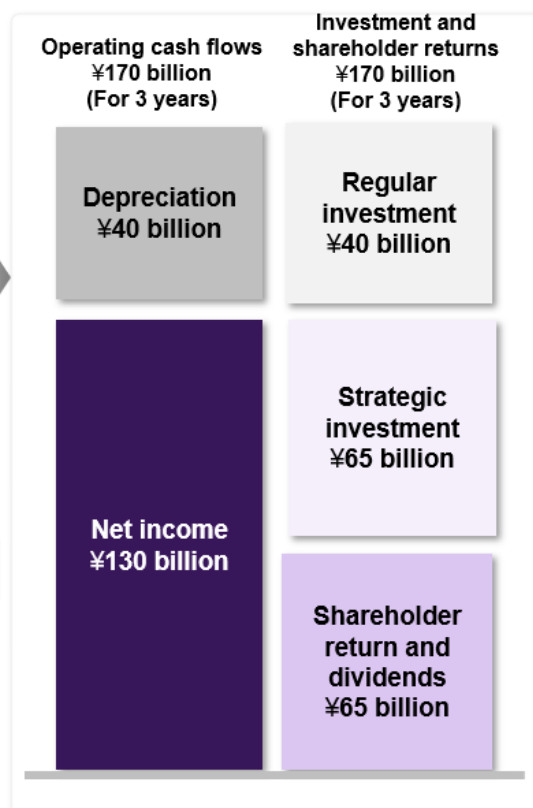 Operating cash flows
¥170 billion
(For 3 years)
Investment and
shareholder returns
¥170 billion
(For 3 years)
Depreciation
¥40 billion
Regular
investment
¥40 billion
Net income
¥130 billion
Strategic
investment
¥65 billion
Shareholder
return and
dividends
¥65 billion